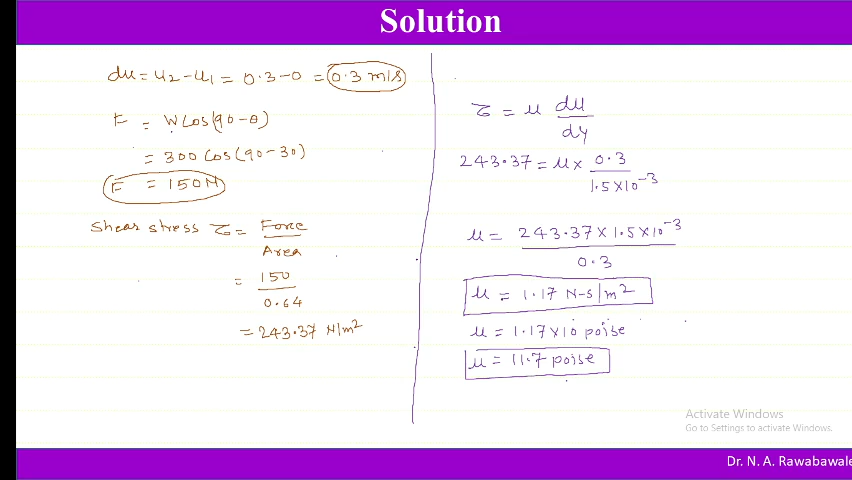 Solution
du = u2 - u1 = 0.3 - 0 = 0.3 m/s
F = W Cos(90 - θ)
= 300 Cos(90 - 30)
F = 150N
Shear stress τ = Force / Area
= 150 / 0.64
= 243.37 N/m²
τ = μ du / dy
243.37 = μ × 0.3 / 1.5 × 10⁻³
μ = 243.37 × 1.5 × 10⁻³ / 0.3
μ = 1.17 N-s/m²
μ = 1.17 × 10 poise
μ = 11.7 poise
Activate Windows
Go to Settings to activate Windows.
Dr. N. A. Rawabawale